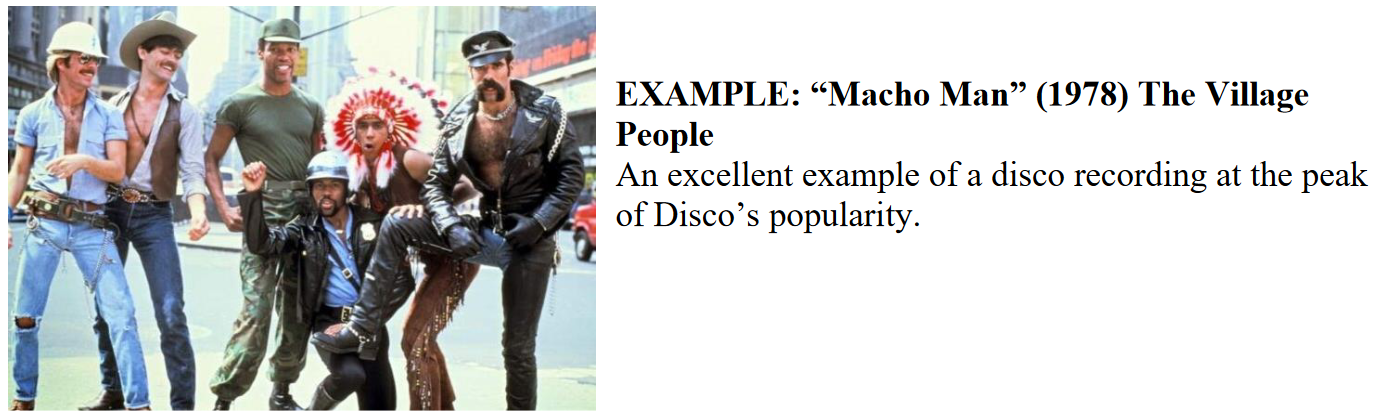 EXAMPLE: “Macho Man” (1978) The Village
People
An excellent example of a disco recording at the peak
of Disco’s popularity.